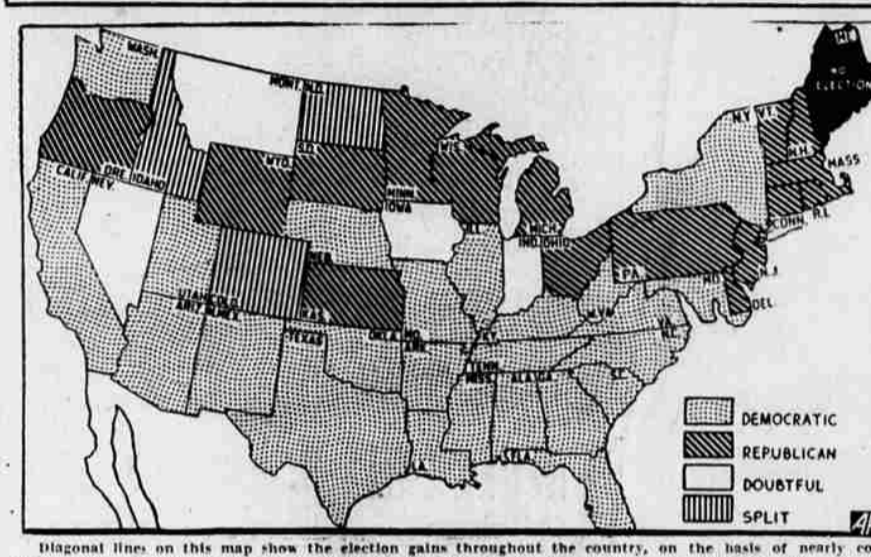 WASH.
MONT.
N.D.
ME.
NO
ELECTION
N.Y.
VT.
N.H.
MASS
CONN.
R.I.
ORE.
IDAHO
WYO.
S.D.
MINN.
WIS.
MICH.
IOWA
CALIF.
NEV.
NEB.
ILL.
IND.
OHIO
PA.
N.J.
MD.
DEL.
UTAH
COLO.
KAS.
W.VA.
VA.
ARIZ.
N.MEX.
OKLA.
MO.
ARK.
KY.
N.C.
TEXAS
TENN.
MISS.
ALA.
GA.
S.C.
LA.
FLA.
DEMOCRATIC
REPUBLICAN
DOUBTFUL
SPLIT
Diagonal lines on this map show the election gains throughout the country, on the basis of nearly co